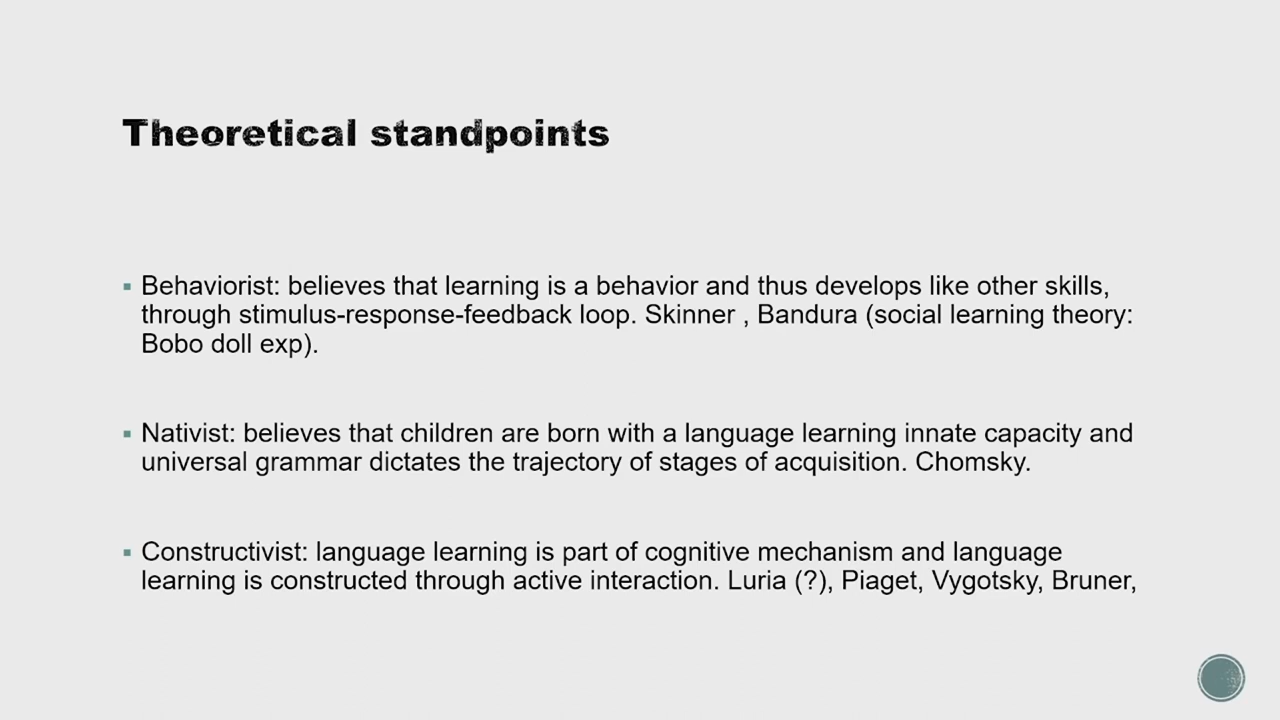 Theoretical standpoints
Behaviorist: believes that learning is a behavior and thus develops like other skills,
through stimulus-response-feedback loop. Skinner , Bandura (social learning theory:
Bobo doll exp).
Nativist: believes that children are born with a language learning innate capacity and
universal grammar dictates the trajectory of stages of acquisition. Chomsky.
Constructivist: language learning is part of cognitive mechanism and language
learning is constructed through active interaction. Luria (?), Piaget, Vygotsky, Bruner,